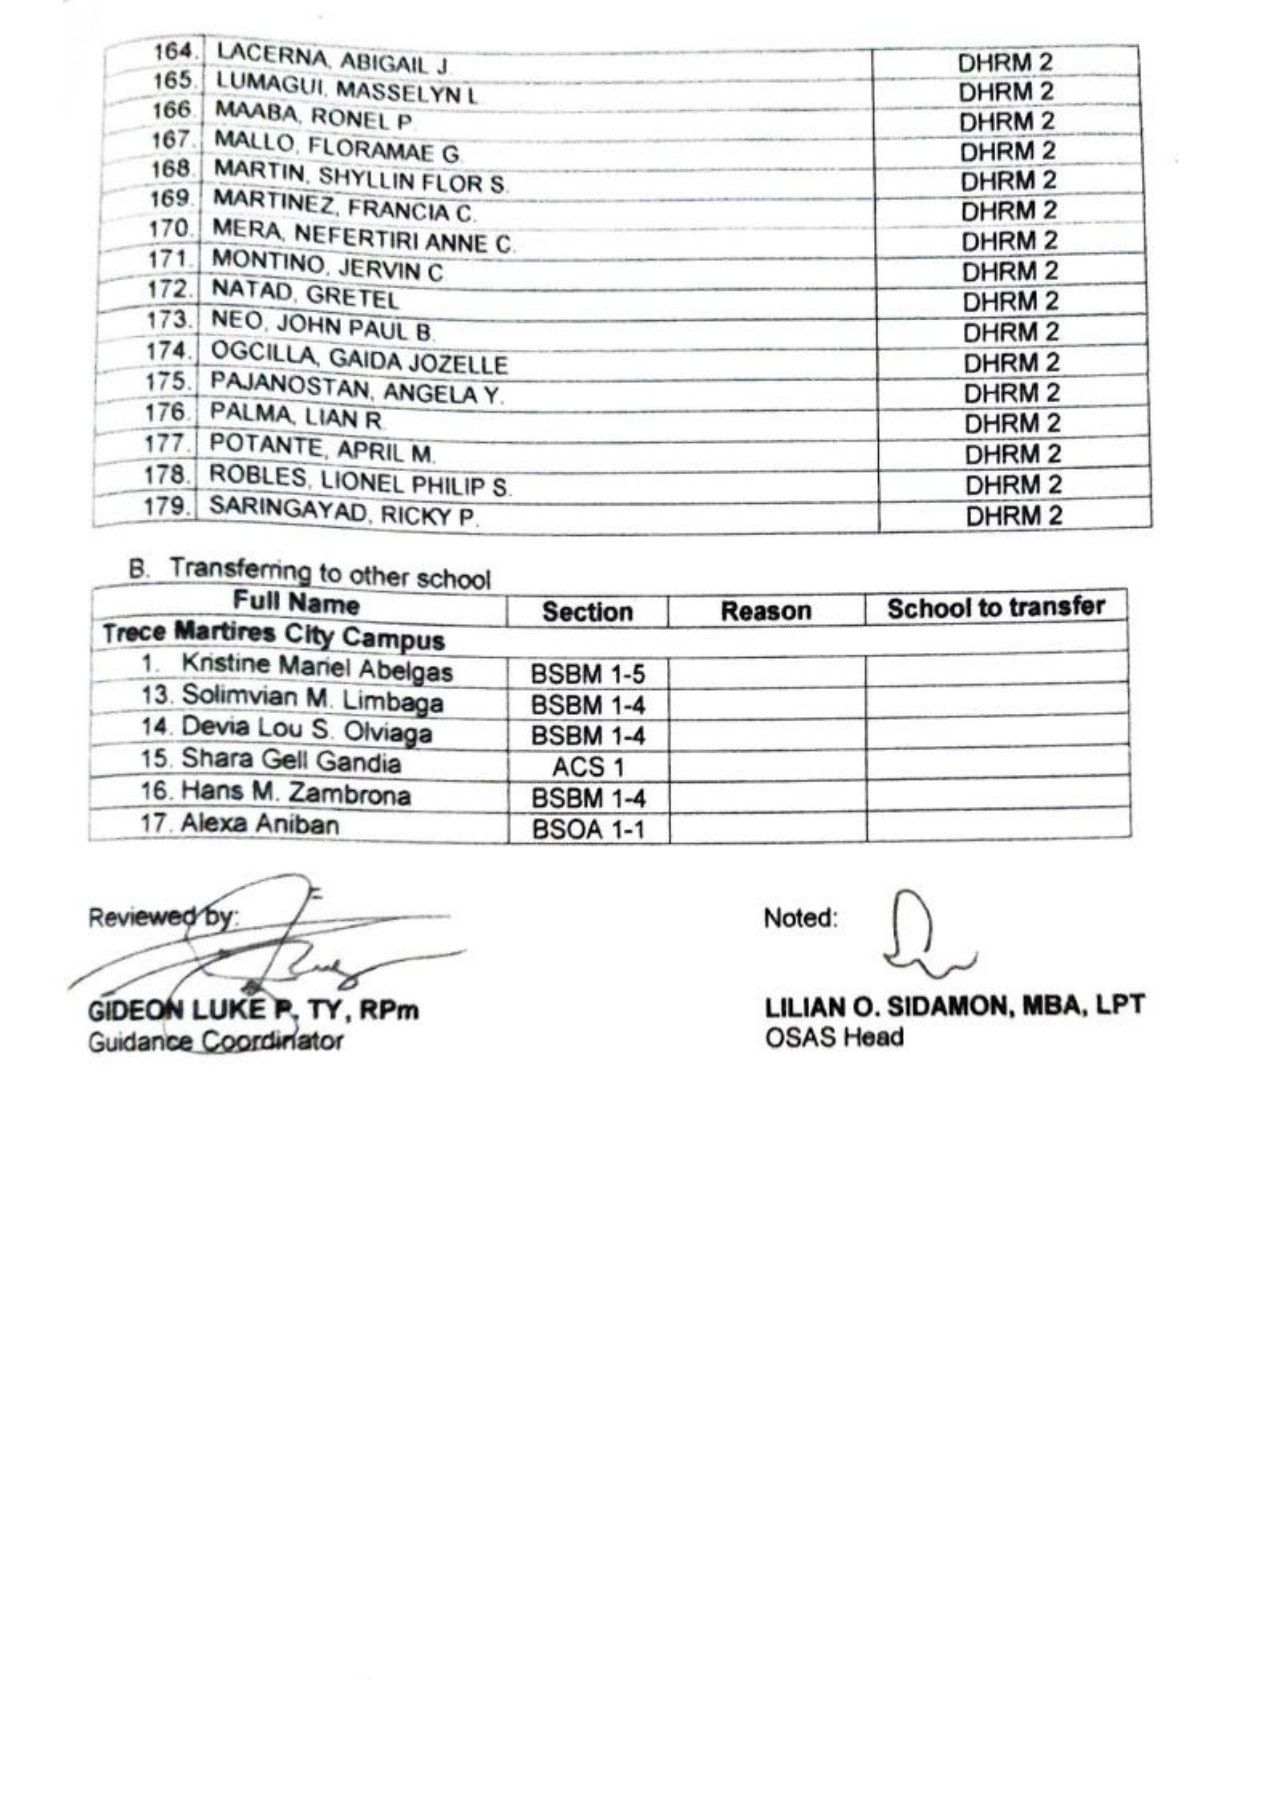 164. LACERNA, ABIGAIL J. DHRM 2
165. LUMAGUI, MASSELYN L DHRM 2
166. MAABA, RONEL P. DHRM 2
167. MALLO, FLORAMAE G. DHRM 2
168. MARTIN, SHYLLIN FLOR S. DHRM 2
169. MARTINEZ, FRANCIA C. DHRM 2
170. MERA, NEFERTIRI ANNE C. DHRM 2
171. MONTINO, JERVIN C DHRM 2
172. NATAD, GRETEL DHRM 2
173. NEO, JOHN PAUL B. DHRM 2
174. OGCILLA, GAIDA JOZELLE DHRM 2
175. PAJANOSTAN, ANGELA Y. DHRM 2
176. PALMA, LIAN R. DHRM 2
177. POTANTE, APRIL M. DHRM 2
178. ROBLES, LIONEL PHILIP S. DHRM 2
179. SARINGAYAD, RICKY P. DHRM 2
B. Transferring to other school
Full Name Section Reason School to transfer
Trece Martires City Campus
1. Kristine Mariel Abelgas BSBM 1-5
13. Solimvian M. Limbaga BSBM 1-4
14. Devia Lou S. Olviaga BSBM 1-4
15. Shara Gell Gandia ACS 1
16. Hans M. Zambrona BSBM 1-4
17. Alexa Aniban BSOA 1-1
Reviewed by: Noted:
GIDEON LUKE P. TY, RPm LILIAN O. SIDAMON, MBA, LPT
Guidance Coordinator OSAS Head